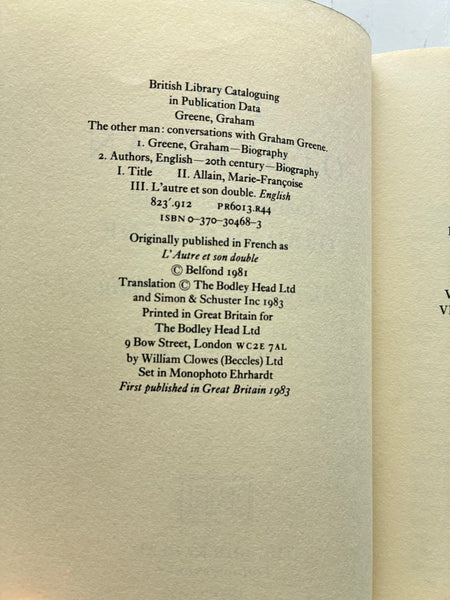 British Library Cataloguing
in Publication Data
Greene, Graham
The other man: conversations with Graham Greene.
1. Greene, Graham—Biography
2. Authors, English—20th century—Biography
I. Title II. Allain, Marie-Françoise
III. L'autre et son double. English
823'.912 PR6013.R44
ISBN 0-370-30468-3
Originally published in French as
L'Autre et son double
© Belfond 1981
Translation © The Bodley Head Ltd
and Simon & Schuster Inc 1983
Printed in Great Britain for
The Bodley Head Ltd
9 Bow Street, London WC2E 7AL
by William Clowes (Beccles) Ltd
Set in Monophoto Ehrhardt
First published in Great Britain 1983